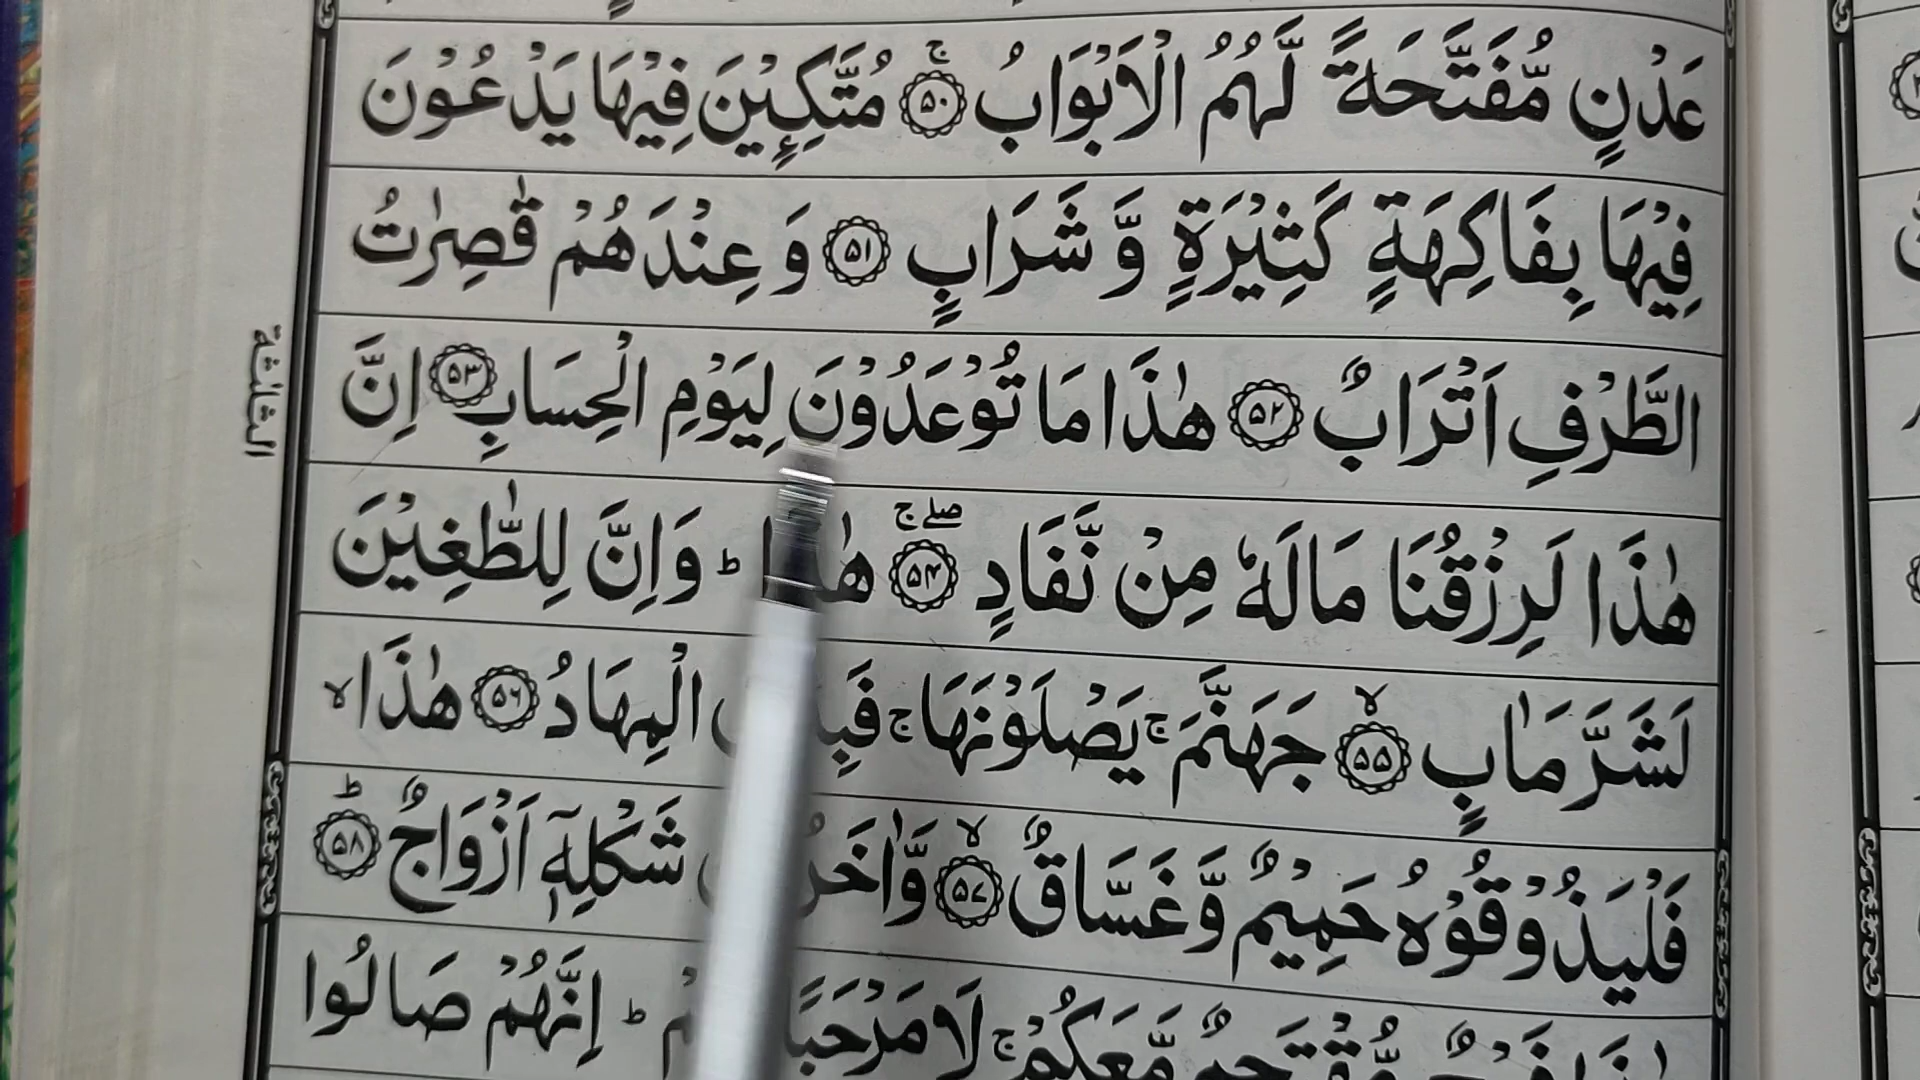 عَدْنٍ مُّفَتَّحَةً لَّهُمُ الْاَبْوَابُ ۚ ۵۰ مُتَّكِـِٕيْنَ فِيْهَا يَدْعُوْنَ
فِيْهَا بِفَاكِهَةٍ كَثِيْرَةٍ وَّ شَرَابٍ ۵۱ وَ عِنْدَهُمْ قٰصِرٰتُ
الطَّرْفِ اَتْرَابٌ ۵۲ هٰذَا مَا تُوْعَدُوْنَ لِيَوْمِ الْحِسَابِ ۵۳ اِنَّ
هٰذَا لَرِزْقُنَا مَا لَهٗ مِنْ نَّفَادٍ ۵۴ صلے ج ؕ وَاِنَّ لِلطّٰغِيْنَ
لَشَرَّ مَاٰبٍ ۙ ۵۵ جَهَنَّمَ ۚ يَصْلَوْنَهَا ۚ الْمِهَادُ ۵۶ هٰذَا ۙ
فَلْيَذُوْقُوْهُ حَمِيْمٌ وَّغَسَّاقٌ ۙ ۵۷ شَكْلِهٖۤ اَزْوَاجٌ ؕ ۵۸
مَّعَكُمْ ۚ لَا ؕ اِنَّهُمْ صَالُوا